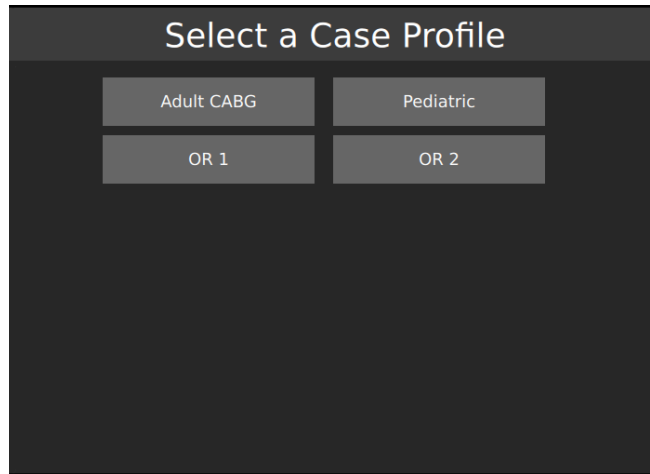 Select a Case Profile
Adult CABG
Pediatric
OR 1
OR 2